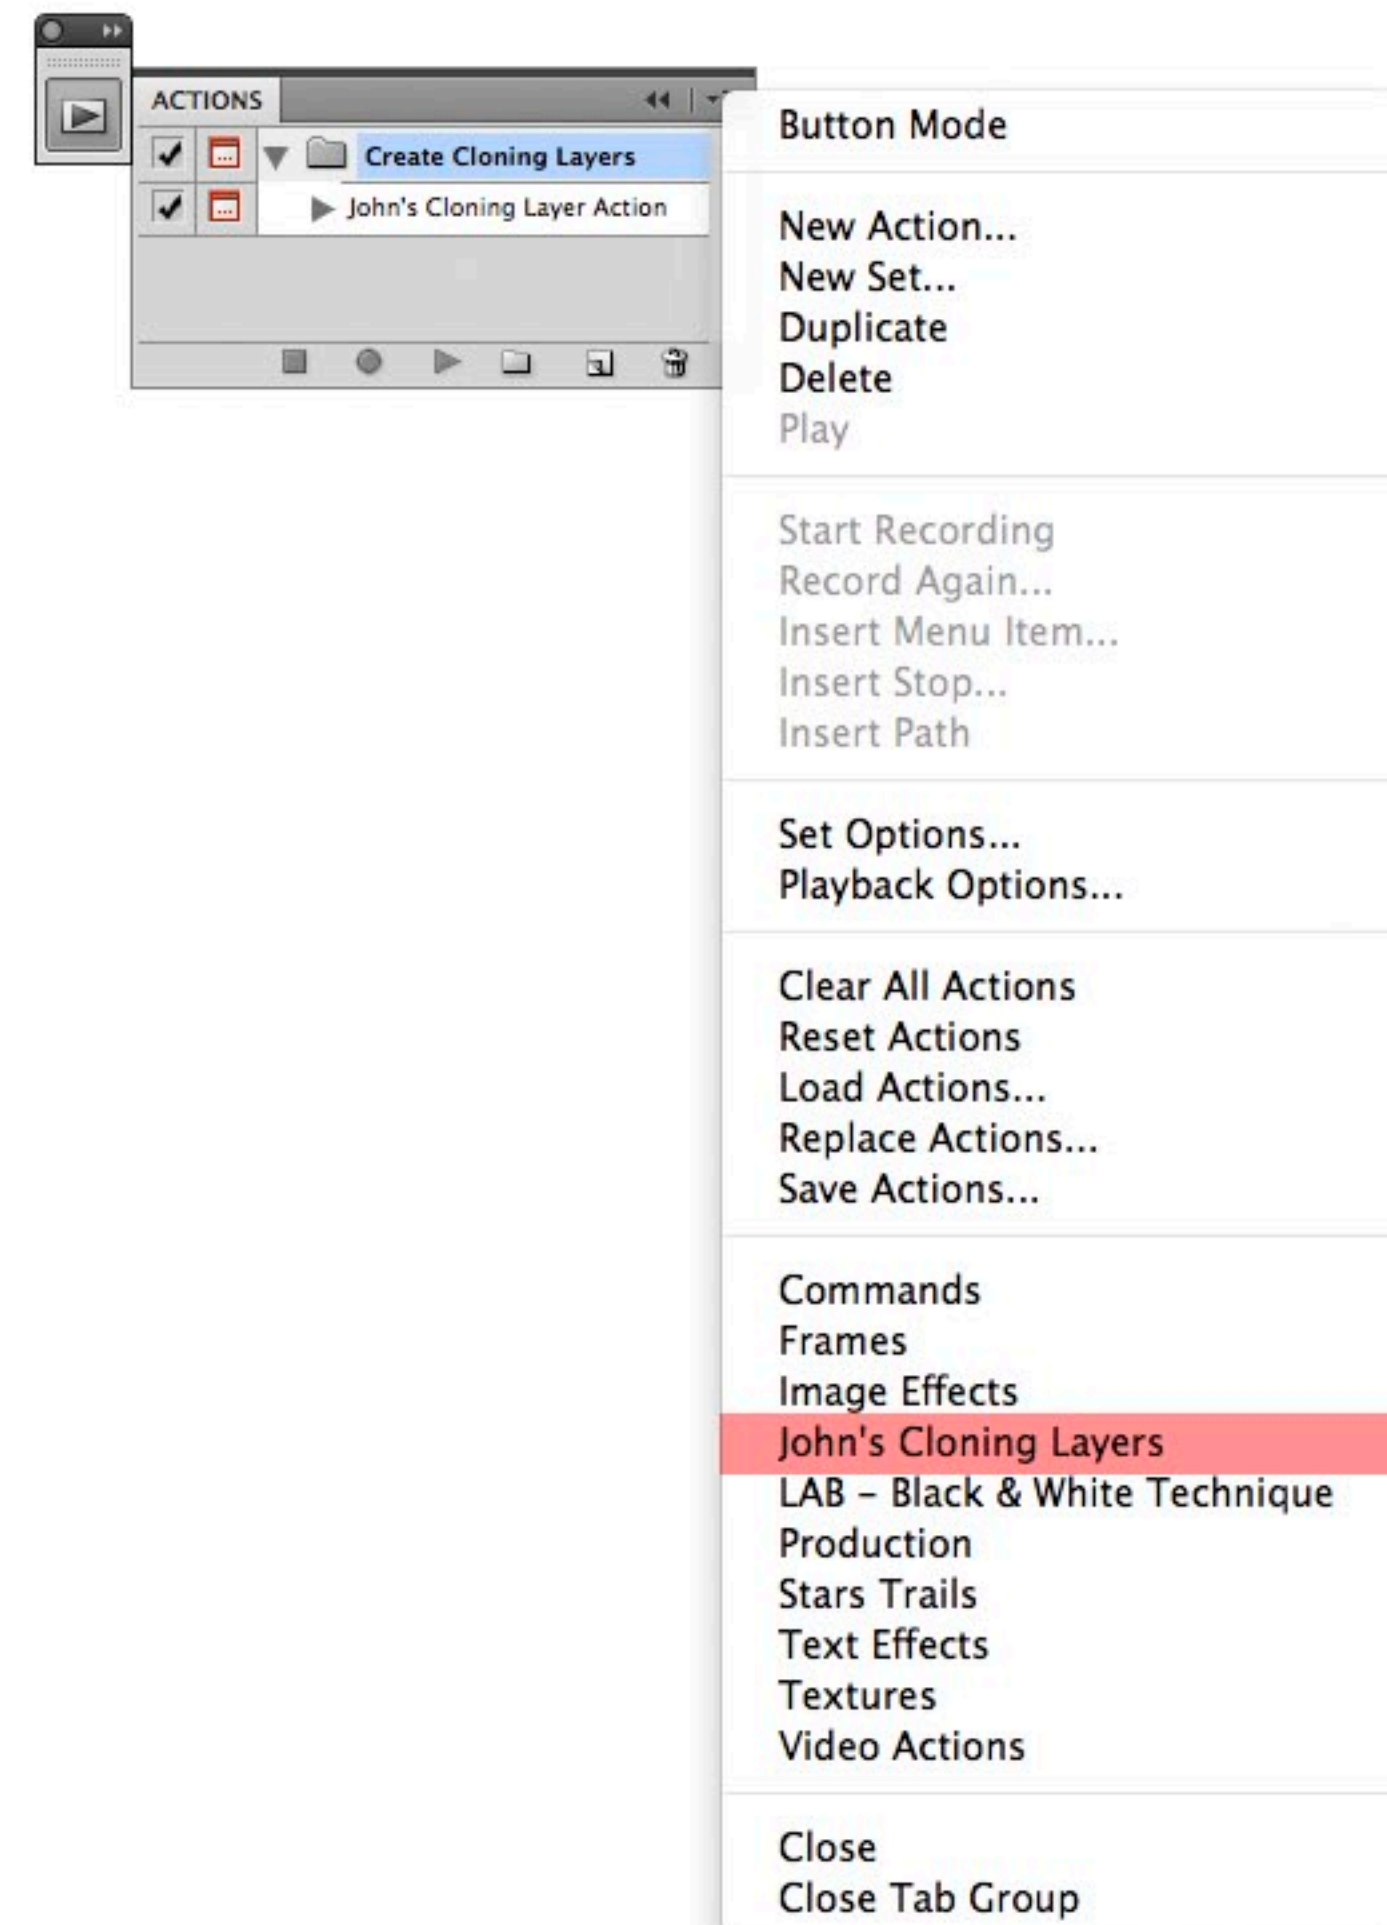 ACTIONS
Create Cloning Layers
John's Cloning Layer Action
Button Mode
New Action...
New Set...
Duplicate
Delete
Play
Start Recording
Record Again...
Insert Menu Item...
Insert Stop...
Insert Path
Set Options...
Playback Options...
Clear All Actions
Reset Actions
Load Actions...
Replace Actions...
Save Actions...
Commands
Frames
Image Effects
John's Cloning Layers
LAB – Black & White Technique
Production
Stars Trails
Text Effects
Textures
Video Actions
Close
Close Tab Group